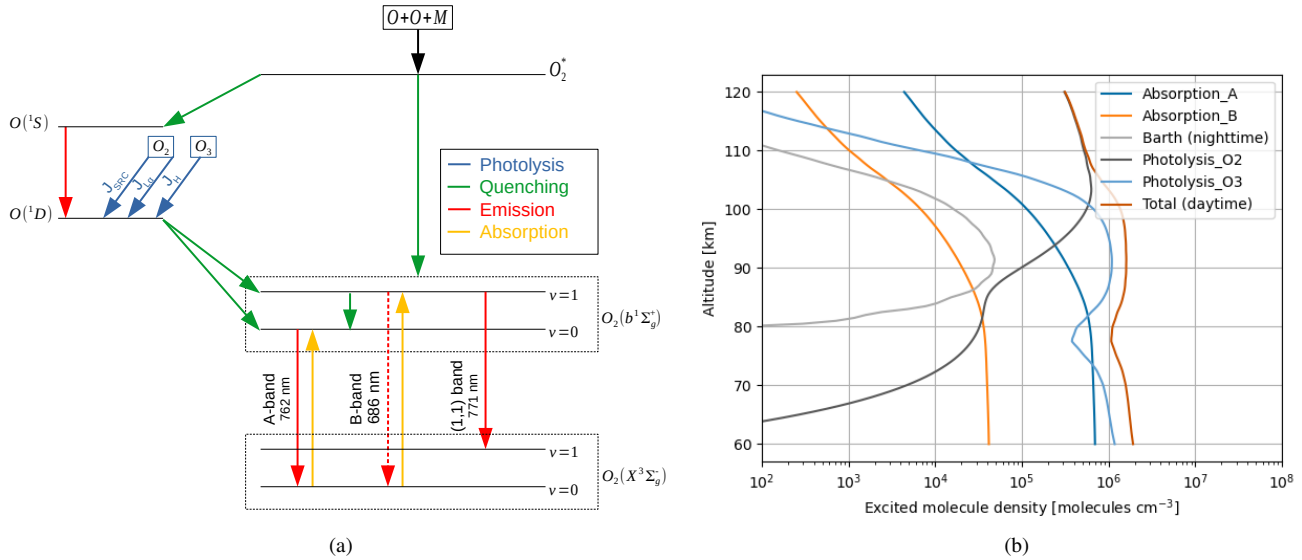 O+O+M
O₂*
O(¹S)
O₂
O₃
J_SRC
J_Lα
J_H
O(¹D)
Photolysis
Quenching
Emission
Absorption
v=1
v=0
O₂(b¹Σg⁺)
A-band
762 nm
B-band
686 nm
(1,1) band
771 nm
v=1
v=0
O₂(X³Σg⁻)
(a)
Altitude [km]
120
110
100
90
80
70
60
Absorption_A
Absorption_B
Barth (nighttime)
Photolysis_O2
Photolysis_O3
Total (daytime)
10² 10³ 10⁴ 10⁵ 10⁶ 10⁷ 10⁸
Excited molecule density [molecules cm⁻³]
(b)